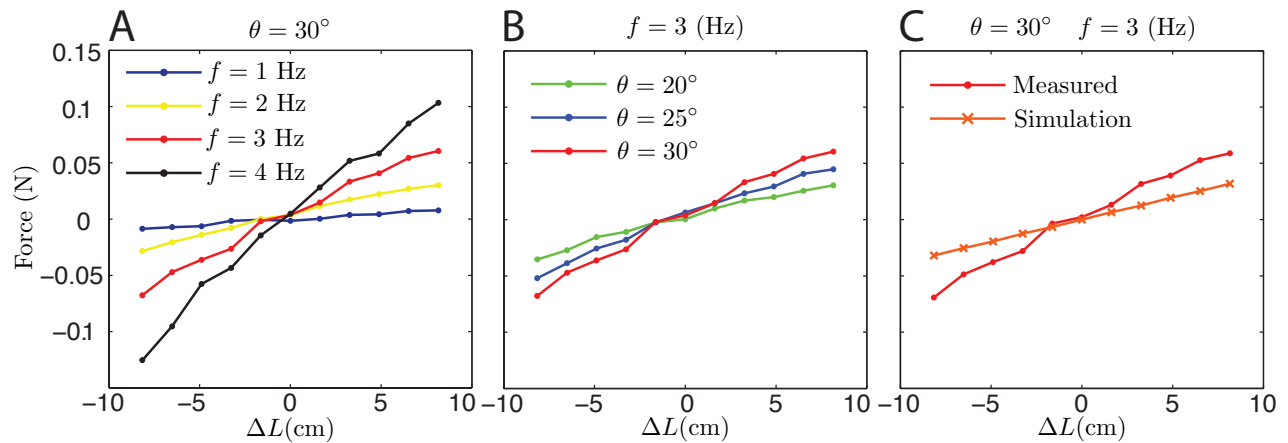 A
θ = 30°
0.15
0.1
0.05
0
−0.05
−0.1
Force (N)
f = 1 Hz
f = 2 Hz
f = 3 Hz
f = 4 Hz
−10
−5
0
5
10
ΔL(cm)
B
f = 3 (Hz)
θ = 20°
θ = 25°
θ = 30°
−10
−5
0
5
10
ΔL(cm)
C
θ = 30° f = 3 (Hz)
Measured
Simulation
−10
−5
0
5
10
ΔL(cm)